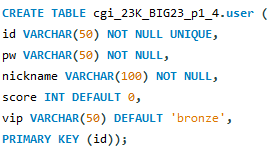 CREATE TABLE cgi_23K_BIG23_p1_4.user (
id VARCHAR(50) NOT NULL UNIQUE,
pw VARCHAR(50) NOT NULL,
nickname VARCHAR(100) NOT NULL,
score INT DEFAULT 0,
vip VARCHAR(50) DEFAULT 'bronze',
PRIMARY KEY (id));